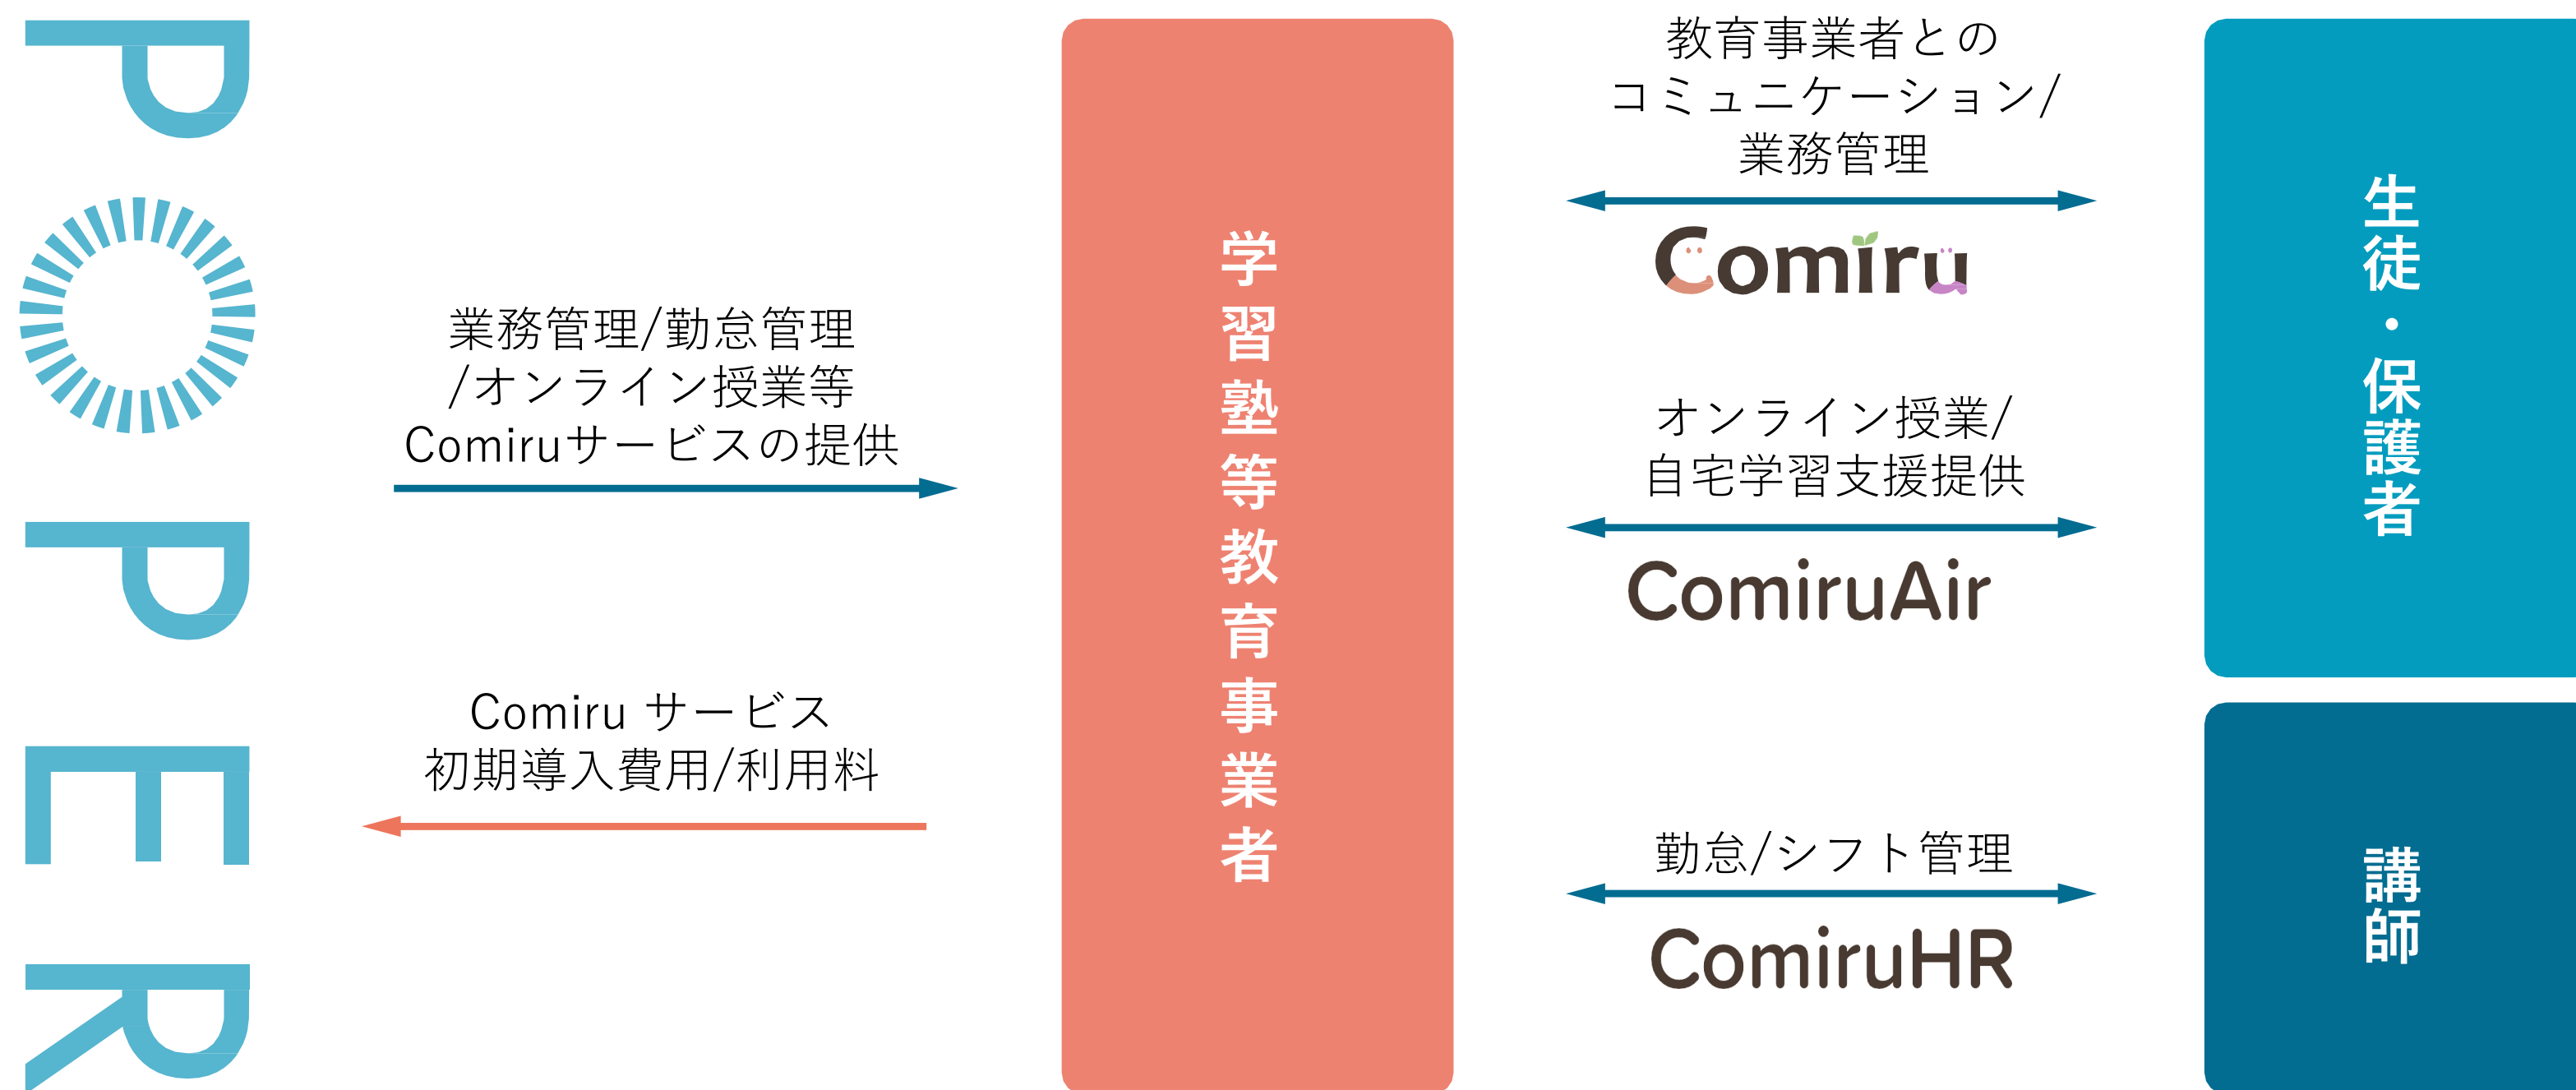 POPER
業務管理/勤怠管理
/オンライン授業等
Comiruサービスの提供
Comiru サービス
初期導入費用/利用料
学習塾等教育事業者
教育事業者との
コミュニケーション/
業務管理
Comiru
オンライン授業/
自宅学習支援提供
ComiruAir
勤怠/シフト管理
ComiruHR
生徒・保護者
講師